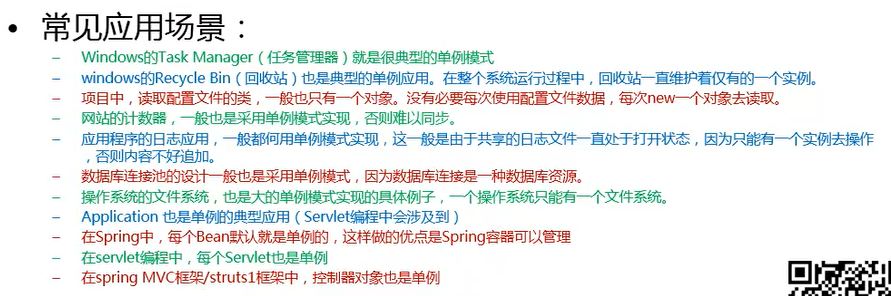 • 常见应用场景：
– Windows的Task Manager（任务管理器）就是很典型的单例模式
– windows的Recycle Bin（回收站）也是典型的单例应用。在整个系统运行过程中，回收站一直维护着仅有的一个实例。
– 项目中，读取配置文件的类，一般也只有一个对象。没有必要每次使用配置文件数据，每次new一个对象去读取。
– 网站的计数器，一般也是采用单例模式实现，否则难以同步。
– 应用程序的日志应用，一般都何用单例模式实现，这一般是由于共享的日志文件一直处于打开状态，因为只能有一个实例去操作
，否则内容不好追加。
– 数据库连接池的设计一般也是采用单例模式，因为数据库连接是一种数据库资源。
– 操作系统的文件系统，也是大的单例模式实现的具体例子，一个操作系统只能有一个文件系统。
– Application 也是单例的典型应用（Servlet编程中会涉及到）
– 在Spring中，每个Bean默认就是单例的，这样做的优点是Spring容器可以管理
– 在servlet编程中，每个Servlet也是单例
– 在spring MVC框架/struts1框架中，控制器对象也是单例